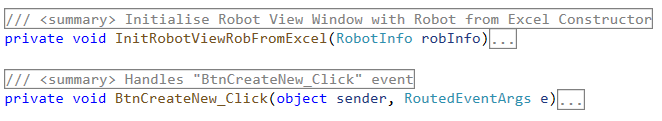 /// <summary> Initialise Robot View Window with Robot from Excel Constructor
private void InitRobotViewRobFromExcel(RobotInfo robInfo)...
/// <summary> Handles "BtnCreateNew_Click" event
private void BtnCreateNew_Click(object sender, RoutedEventArgs e)...